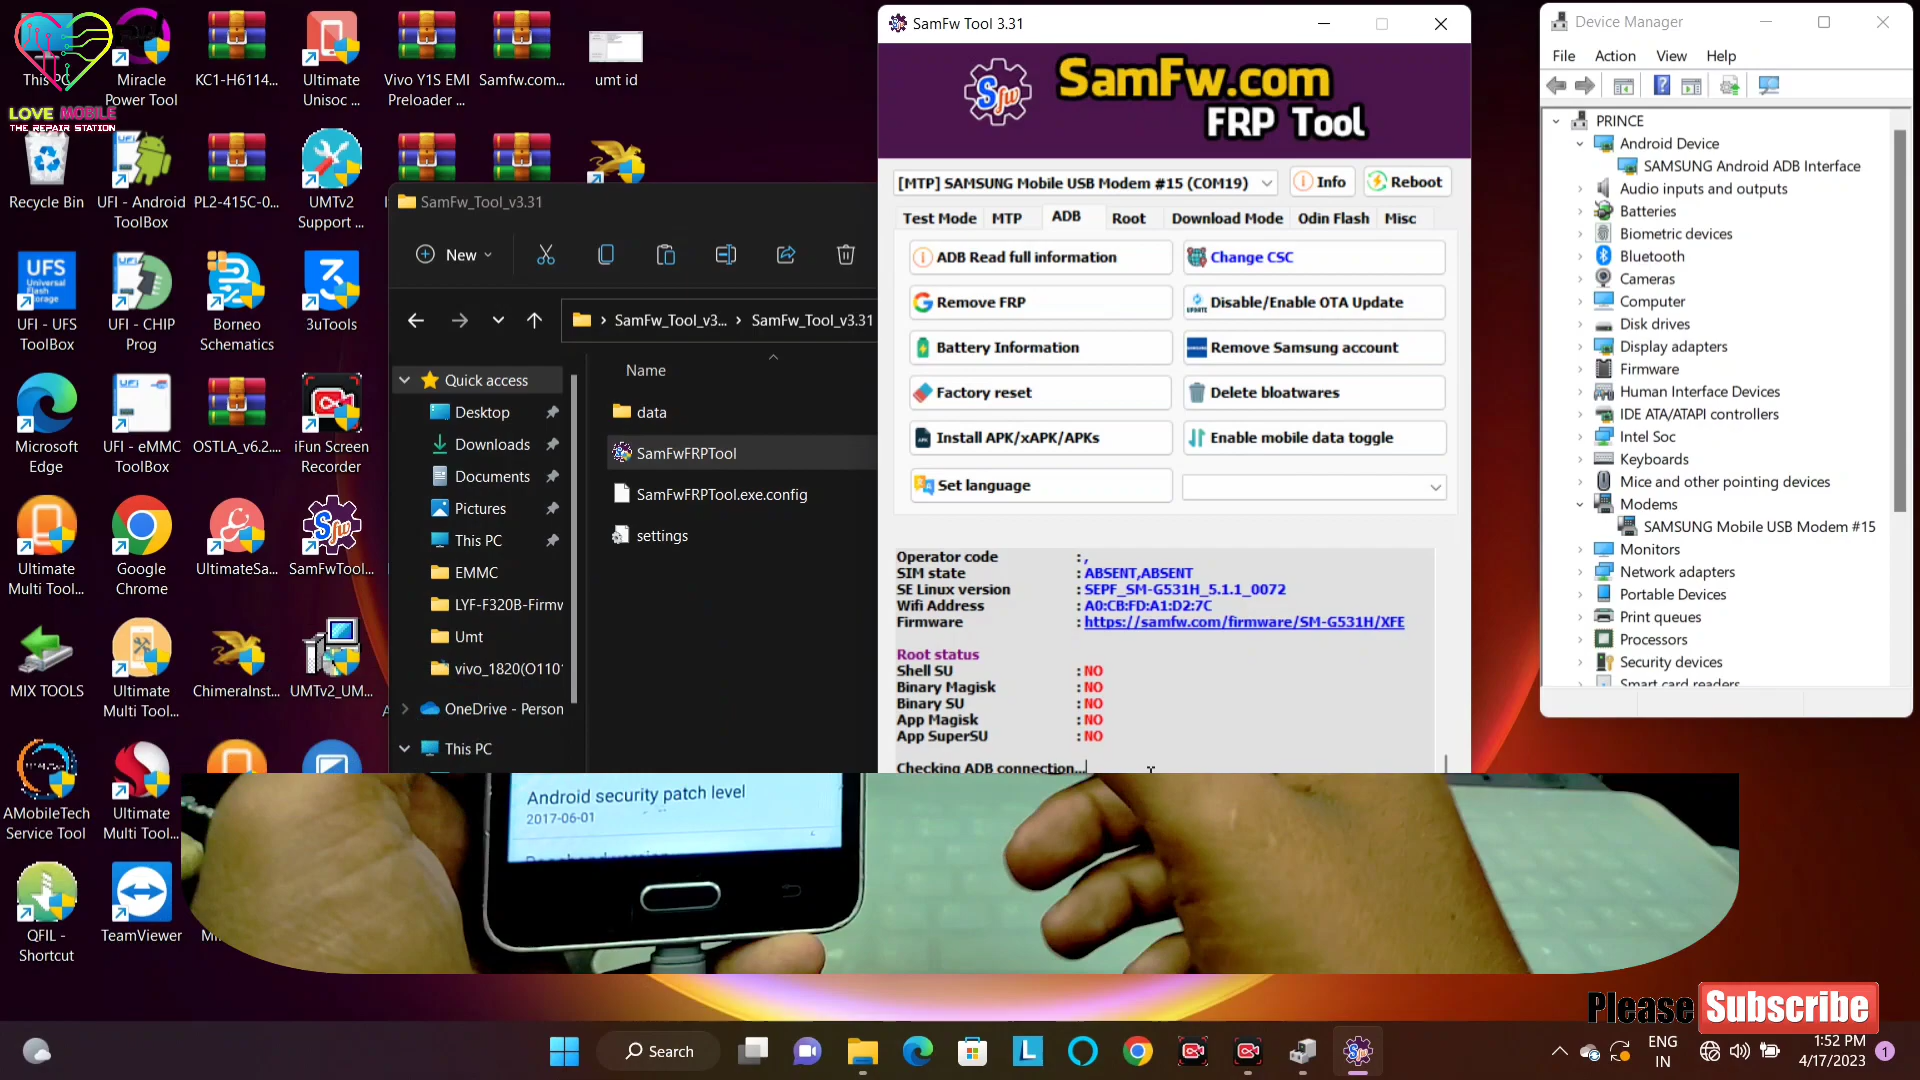 This PC
LOVE MOBILE
THE REPAIR STATION
Miracle
Power Tool
KC1-H6114...
Ultimate
Unisoc ...
Vivo Y1S EMI
Preloader ...
Samfw.com...
umt id
Recycle Bin
UFI - Android
ToolBox
PL2-415C-0...
UMTv2
Support ...
UFS
Universal
Flash
Storage
UFI - UFS
ToolBox
UFI - CHIP
Prog
Borneo
Schematics
3uTools
Microsoft
Edge
UFI - eMMC
ToolBox
OSTLA_v6.2....
iFun Screen
Recorder
Ultimate
Multi Tool...
Google
Chrome
UltimateSa...
SamFwTool...
MIX TOOLS
Ultimate
Multi Tool...
ChimeraInst...
UMTv2_UM...
AMobileTech
Service Tool
Ultimate
Multi Tool...
QFIL -
Shortcut
TeamViewer
SamFw_Tool_v3.31
New
SamFw_Tool_v3... > SamFw_Tool_v3.31
Name
Quick access
Desktop
Downloads
Documents
Pictures
This PC
EMMC
LYF-F320B-Firmw
Umt
vivo_1820(O1101
OneDrive - Person
This PC
data
SamFwFRPTool
SamFwFRPTool.exe.config
settings
SamFw Tool 3.31
Sfw
SamFw.com
FRP Tool
[MTP] SAMSUNG Mobile USB Modem #15 (COM19)
Info
Reboot
Test Mode MTP ADB Root Download Mode Odin Flash Misc
ADB Read full information
Change CSC
Remove FRP
Disable/Enable OTA Update
Battery Information
Remove Samsung account
Factory reset
Delete bloatwares
Install APK/xAPK/APKs
Enable mobile data toggle
Set language
Operator code : ,
SIM state : ABSENT,ABSENT
SE Linux version : SEPF_SM-G531H_5.1.1_0072
Wifi Address : A0:CB:FD:A1:D2:7C
Firmware : https://samfw.com/firmware/SM-G531H/XFE
Root status
Shell SU : NO
Binary Magisk : NO
Binary SU : NO
App Magisk : NO
App SuperSU : NO
Checking ADB connection...
Device Manager
File Action View Help
PRINCE
Android Device
SAMSUNG Android ADB Interface
Audio inputs and outputs
Batteries
Biometric devices
Bluetooth
Cameras
Computer
Disk drives
Display adapters
Firmware
Human Interface Devices
IDE ATA/ATAPI controllers
Intel Soc
Keyboards
Mice and other pointing devices
Modems
SAMSUNG Mobile USB Modem #15
Monitors
Network adapters
Portable Devices
Print queues
Processors
Security devices
Smart card readers
Android security patch level
2017-06-01
Please Subscribe
Search
ENG
IN
1:52 PM
4/17/2023
1